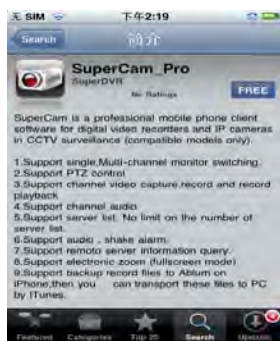 无 SIM 下午2:19
Search 简介
SuperCam_Pro
SuperDVR
No Ratings
FREE
SuperCam is a professional mobile phone client
software for digital video recorders and IP cameras
in CCTV surveillance (compatible models only).
1.Support single,Multi-channel monitor switching.
2.Support PTZ control
3.Support channel video capture,record and record
playback
4.Support channel audio
5.Support server list. No limit on the number of
server list.
6.Support audio , shake alarm.
7.Support remoto server information query.
8.Support electronic zoom (fullscreen mode)
9.Support backup record files to Ablum on
iPhone,then you can transport these files to PC
by iTunes.
Featured Categories Top 25 Search Updates